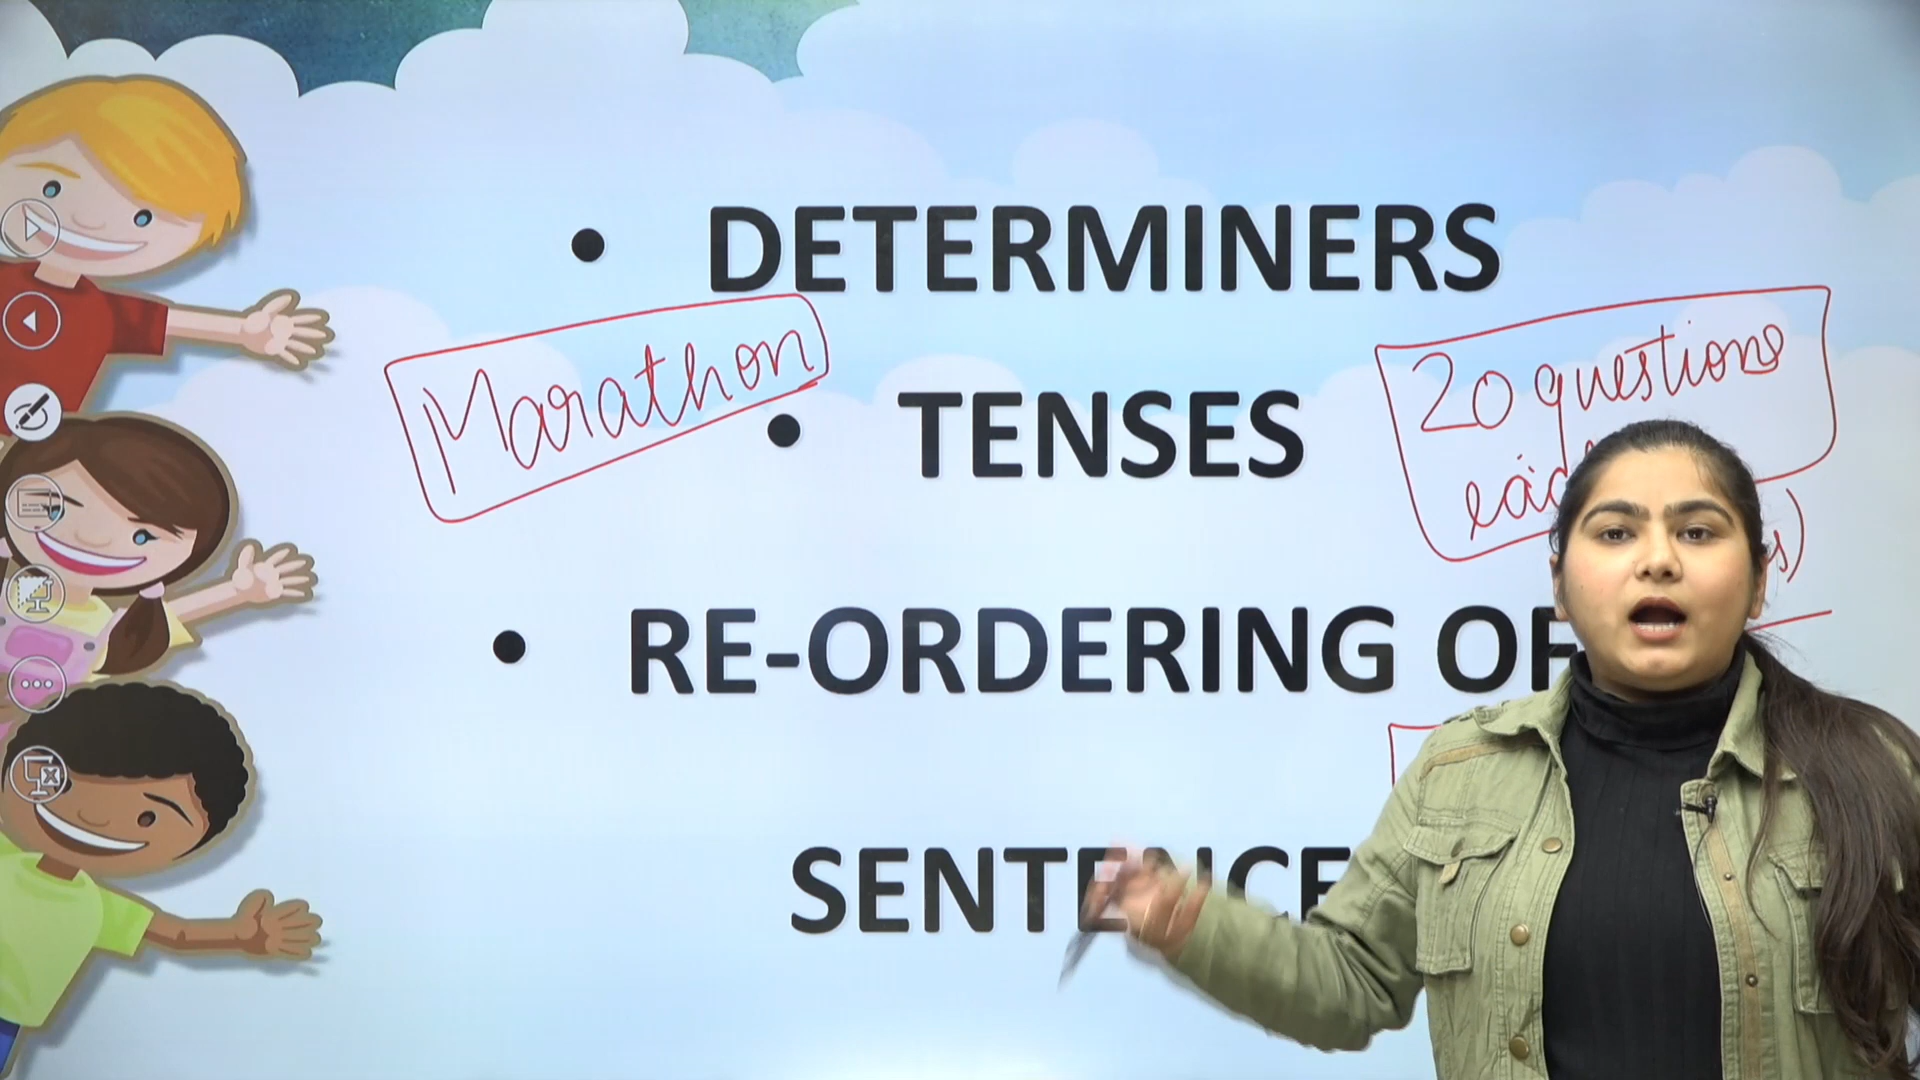 • DETERMINERS
Marathon
20 questions
• TENSES
• RE-ORDERING OF
SENTENCE